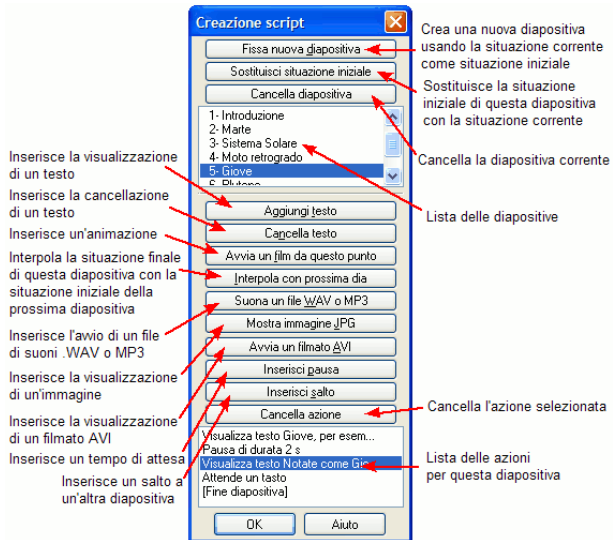 Creazione script
Fissa nuova diapositiva
Sostituisci situazione iniziale
Cancella diapositiva
1- Introduzione
2- Marte
3- Sistema Solare
4- Moto retrogrado
5- Giove
6- Plutone
Aggiungi testo
Cancella testo
Avvia un film da questo punto
Interpola con prossima dia
Suona un file WAV o MP3
Mostra immagine JPG
Avvia un filmato AVI
Inserisci pausa
Inserisci salto
Cancella azione
Visualizza testo Giove, per esem...
Pausa di durata 2 s
Visualizza testo Notate come Gio...
Attende un tasto
[Fine diapositiva]
OK
Aiuto
Inserisce la visualizzazione
di un testo
Inserisce la cancellazione
di un testo
Inserisce un'animazione
Interpola la situazione finale
di questa diapositiva con la
situazione iniziale della
prossima diapositiva
Inserisce l'avio di un file
di suoni .WAV o MP3
Inserisce la visualizzazione
di un'immagine
Inserisce la visualizzazione
di un filmato AVI
Inserisce un tempo di attesa
Inserisce un salto a
un'altra diapositiva
Crea una nuova diapositiva
usando la situazione corrente
come situazione iniziale
Sostituisce la situazione
iniziale di questa diapositiva
con la situazione corrente
Cancella la diapositiva corrente
Lista delle diapositive
Cancella l'azione selezionata
Lista delle azioni
per questa diapositiva